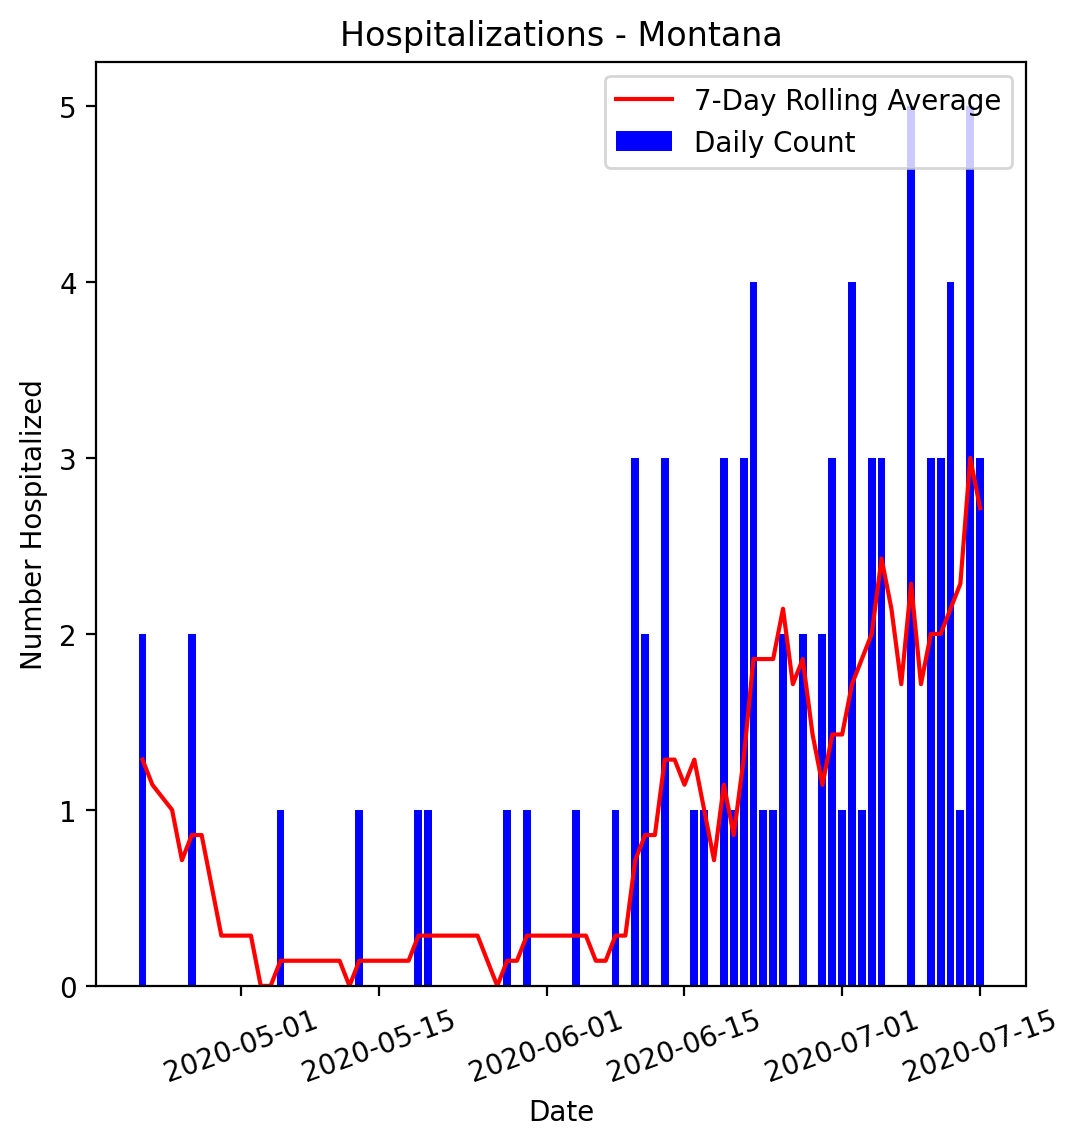 Hospitalizations - Montana
7-Day Rolling Average
Daily Count
Number Hospitalized
5
4
3
2
1
0
2020-05-01
2020-05-15
2020-06-01
2020-06-15
2020-07-01
2020-07-15
Date